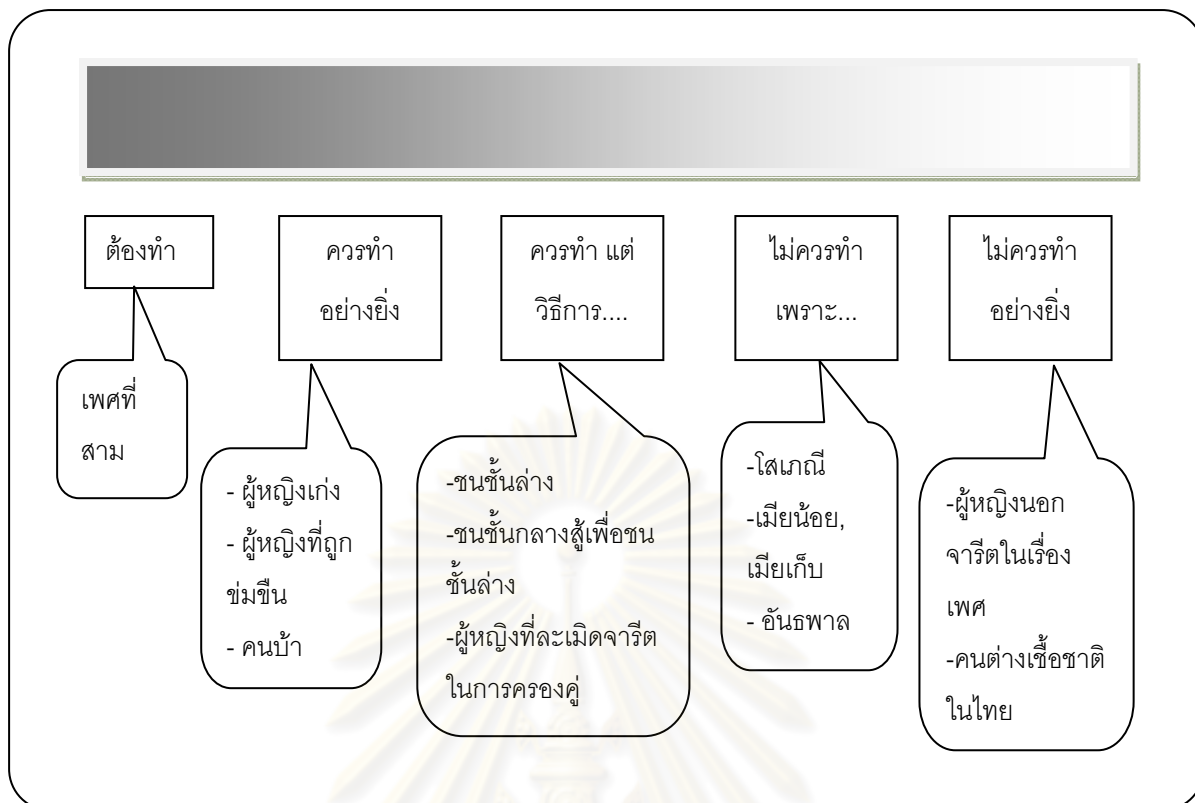 ต้องทำ
ควรทำ
อย่างยิ่ง
ควรทำ แต่
วิธีการ....
ไม่ควรทำ
เพราะ...
ไม่ควรทำ
อย่างยิ่ง
เพศที่
สาม
- ผู้หญิงเก่ง
- ผู้หญิงที่ถูก
ข่มขืน
- คนบ้า
-ชนชั้นล่าง
-ชนชั้นกลางสู้เพื่อชน
ชั้นล่าง
-ผู้หญิงที่ละเมิดจารีต
ในการครองคู่
-โสเภณี
-เมียน้อย,
เมียเก็บ
- อันธพาล
-ผู้หญิงนอก
จารีตในเรื่อง
เพศ
-คนต่างเชื้อชาติ
ในไทย